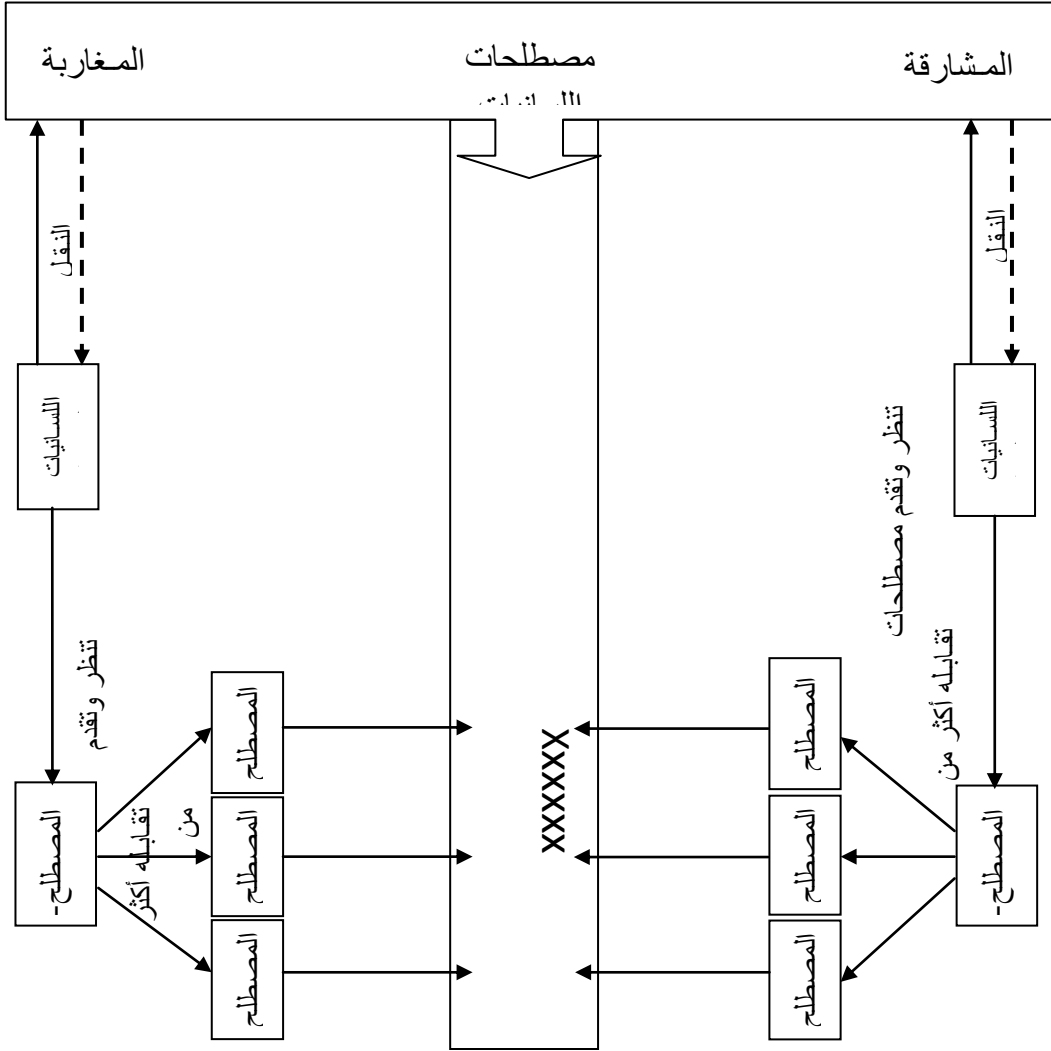 المشارقة
مصطلحات
اللسانيات
المغاربة
النقل
النقل
اللسانيات
اللسانيات
تنظر وتقدم مصطلحات
تقابله أكثر من
تنظر وتقدم
تقابله أكثر
من
المصطلح-
المصطلح
المصطلح
المصطلح
XXXXXX
المصطلح
المصطلح
المصطلح
المصطلح-